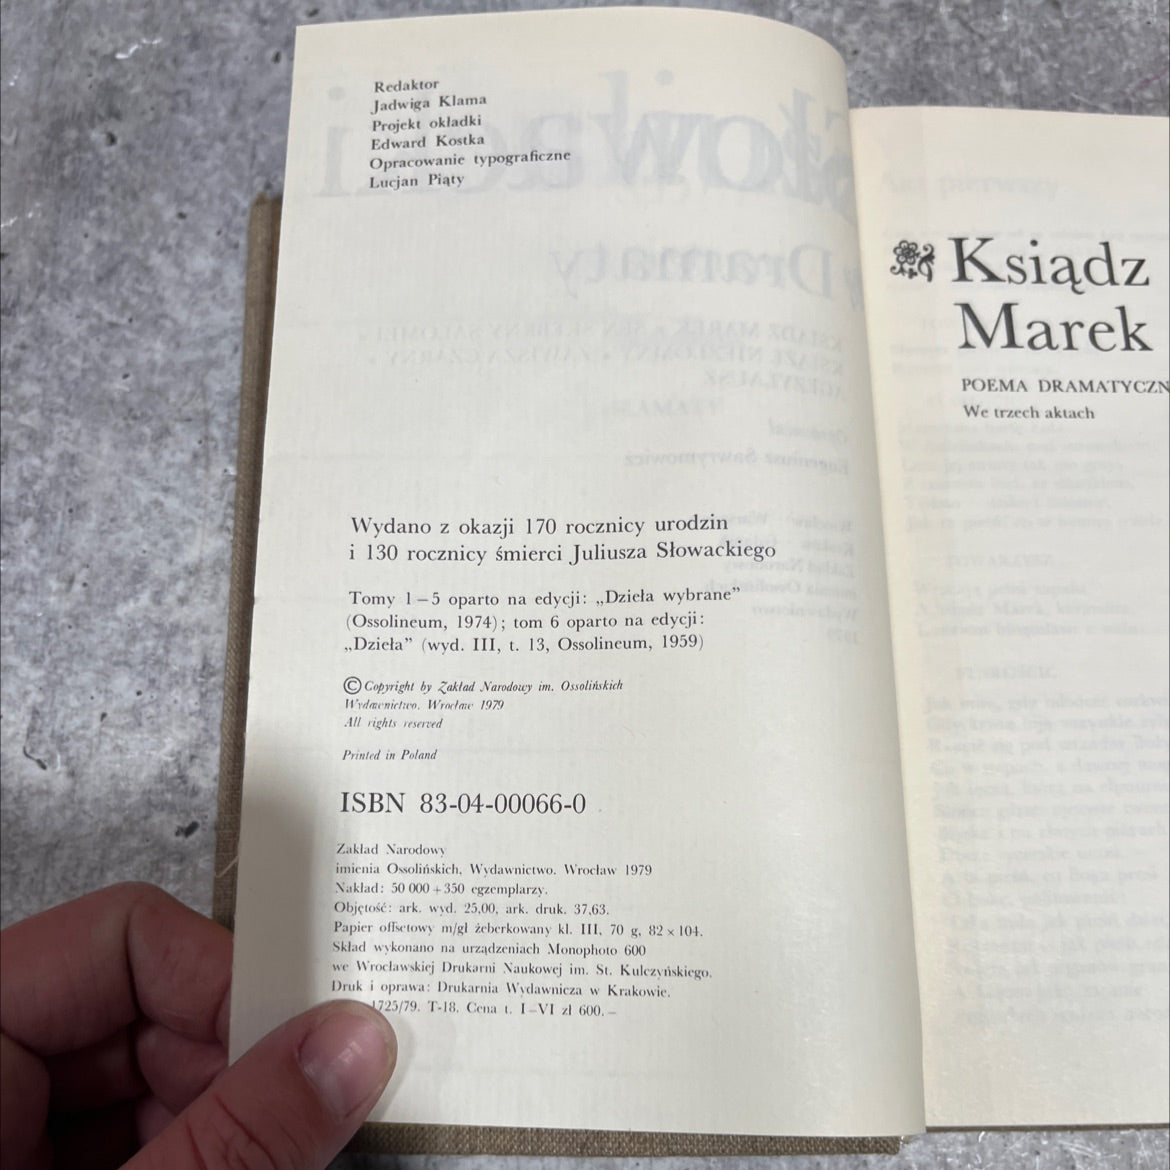 Redaktor
Jadwiga Klama
Projekt okładki
Edward Kostka
Opracowanie typograficzne
Lucjan Piąty
Wydano z okazji 170 rocznicy urodzin
i 130 rocznicy śmierci Juliusza Słowackiego
Tomy 1–5 oparto na edycji: „Dzieła wybrane”
(Ossolineum, 1974); tom 6 oparto na edycji:
„Dzieła” (wyd. III, t. 13, Ossolineum, 1959)
© Copyright by Zakład Narodowy im. Ossolińskich
Wydawnictwo. Wrocław 1979
All rights reserved
Printed in Poland
ISBN 83-04-00066-0
Zakład Narodowy
imienia Ossolińskich. Wydawnictwo. Wrocław 1979
Nakład: 50 000 + 350 egzemplarzy.
Objętość: ark. wyd. 25,00, ark. druk. 37,63.
Papier offsetowy m/gł żeberkowany kl. III, 70 g, 82 × 104.
Skład wykonano na urządzeniach Monophoto 600
we Wrocławskiej Drukarni Naukowej im. St. Kulczyńskiego.
Druk i oprawa: Drukarnia Wydawnicza w Krakowie.
1725/79. T-18. Cena t. I–VI zł 600.–
Ksiądz
Marek
POEMA DRAMATYCZN
We trzech aktach